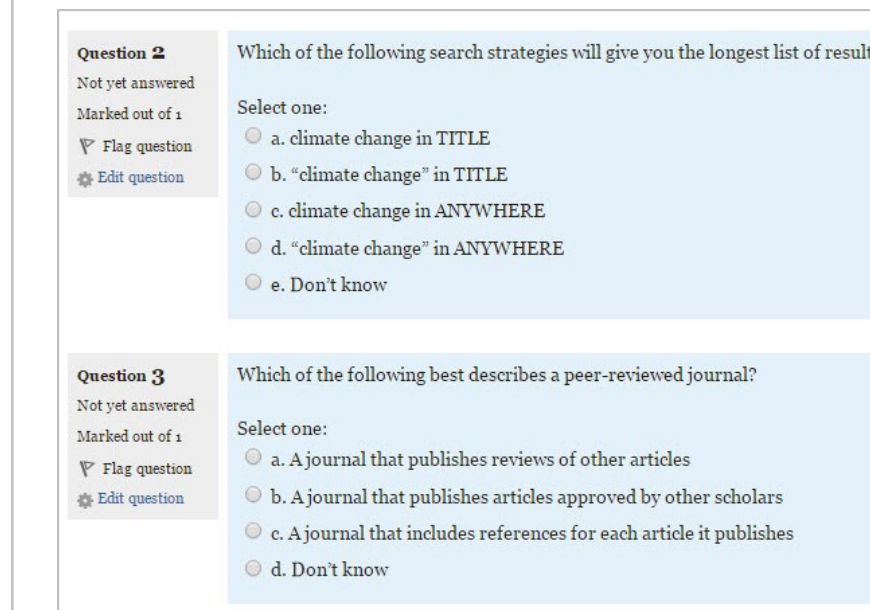 Question 2
Not yet answered
Marked out of 1
Flag question
Edit question
Which of the following search strategies will give you the longest list of result
Select one:
a. climate change in TITLE
b. “climate change” in TITLE
c. climate change in ANYWHERE
d. “climate change” in ANYWHERE
e. Don’t know
Question 3
Not yet answered
Marked out of 1
Flag question
Edit question
Which of the following best describes a peer-reviewed journal?
Select one:
a. A journal that publishes reviews of other articles
b. A journal that publishes articles approved by other scholars
c. A journal that includes references for each article it publishes
d. Don’t know